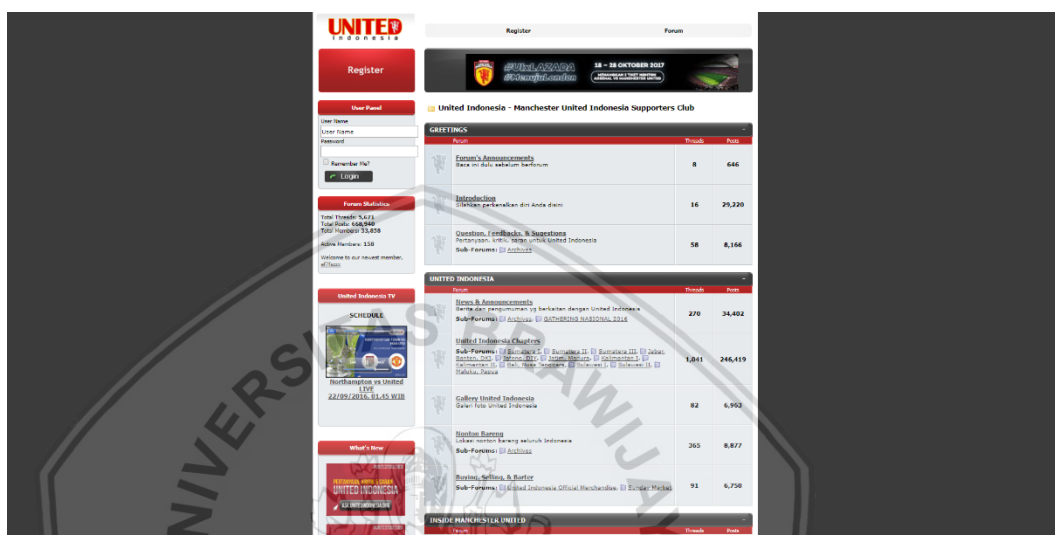 UNITED
indonesia
Register
Forum
Register
#UIxLAZADA
#MenujuLondon
18 - 28 OKTOBER 2017
User Panel
User Name
User Name
Password
Remember Me?
Login
Forum Statistics
Total Threads: 5,671
Total Posts: 668,940
Total Members: 33,838
Active Members: 158
Welcome to our newest member,
United Indonesia TV
SCHEDULE
Northampton vs United
LIVE
22/09/2016, 01.45 WIB
What's New
UNITED INDONESIA
United Indonesia - Manchester United Indonesia Supporters Club
GREETINGS
Forum Threads Posts
Forum's Announcements
Baca ini dulu sebelum berforum
8 646
Introduction
Silahkan perkenalkan diri Anda disini
16 29,220
Question, Feedbacks, & Sugestions
Pertanyaan, kritik, saran untuk United Indonesia
Sub-Forums: Archives
58 8,166
UNITED INDONESIA
Forum Threads Posts
News & Announcements
Berita dan pengumuman yg berkaitan dengan United Indonesia
Sub-Forums: Archives, GATHERING NASIONAL 2016
270 34,402
United Indonesia Chapters
Sub-Forums: Sumatera I, Sumatera II, Sumatera III, Jabar,
Banten, DKI, Jateng, DIY, Jatim, Madura, Kalimantan I,
Kalimantan II, Bali, Nusa Tenggara, Sulawesi I, Sulawesi II,
Maluku, Papua
1,041 246,419
Gallery United Indonesia
Galeri foto United Indonesia
82 6,963
Nonton Bareng
Lokasi nonton bareng seluruh Indonesia
Sub-Forums: Archives
365 8,877
Buying, Selling, & Barter
Sub-Forums: United Indonesia Official Merchandise, Sunday Market
91 6,750
INSIDE MANCHESTER UNITED
Forum Threads Posts
UNIVERSITAS BRAWIJAYA